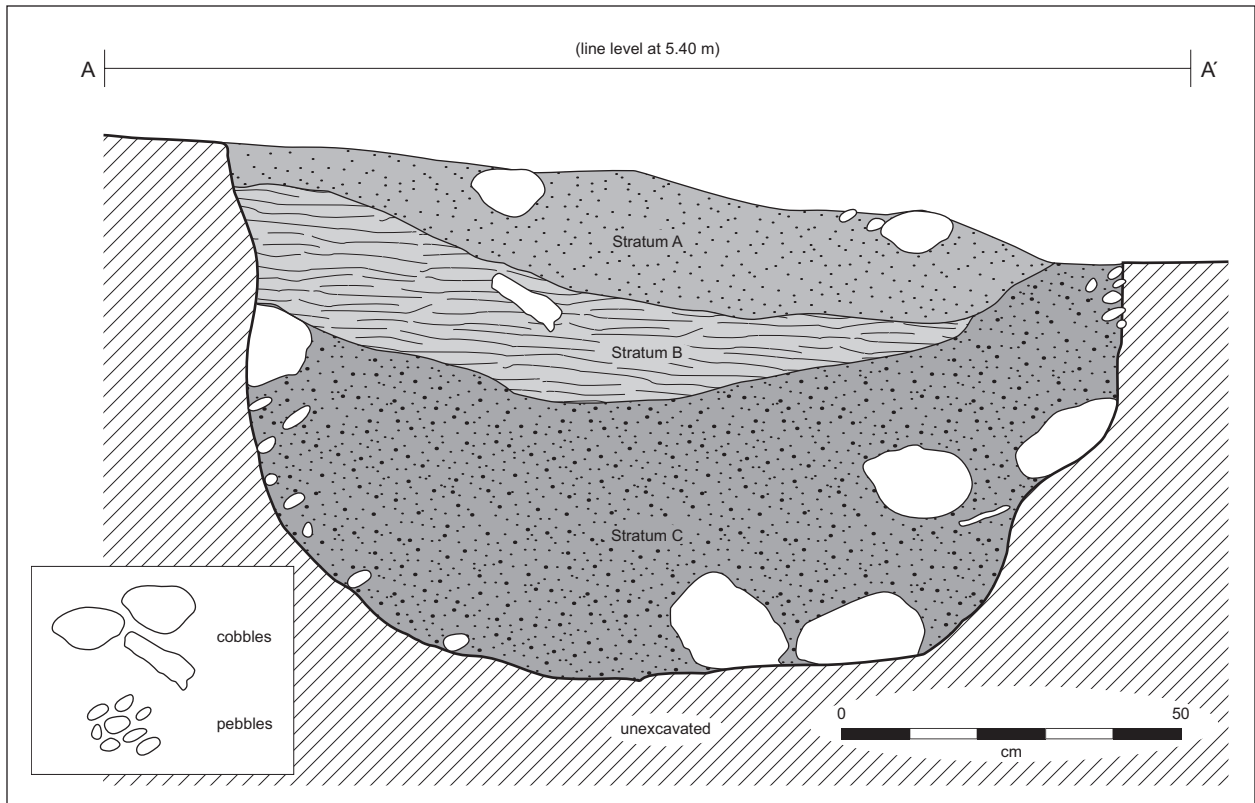 (line level at 5.40 m)
A A′
Stratum A
Stratum B
Stratum C
cobbles
pebbles
unexcavated
0 50
cm